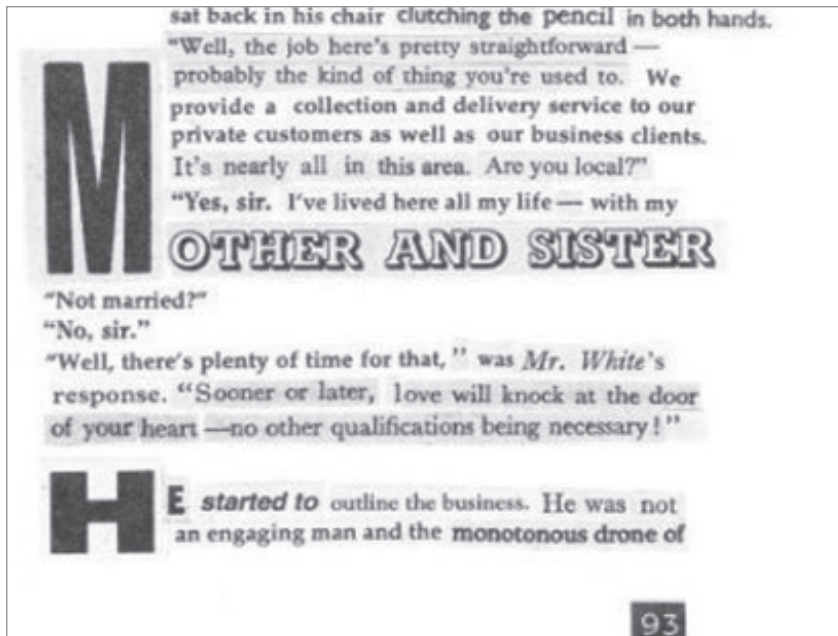 sat back in his chair clutching the pencil in both hands.
"Well, the job here's pretty straightforward —
probably the kind of thing you're used to. We
provide a collection and delivery service to our
private customers as well as our business clients.
It's nearly all in this area. Are you local?"
"Yes, sir. I've lived here all my life — with my
MOTHER AND SISTER
"Not married?"
"No, sir."
"Well, there's plenty of time for that, " was Mr. White's
response. "Sooner or later, love will knock at the door
of your heart —no other qualifications being necessary!"
HE started to outline the business. He was not
an engaging man and the monotonous drone of
93